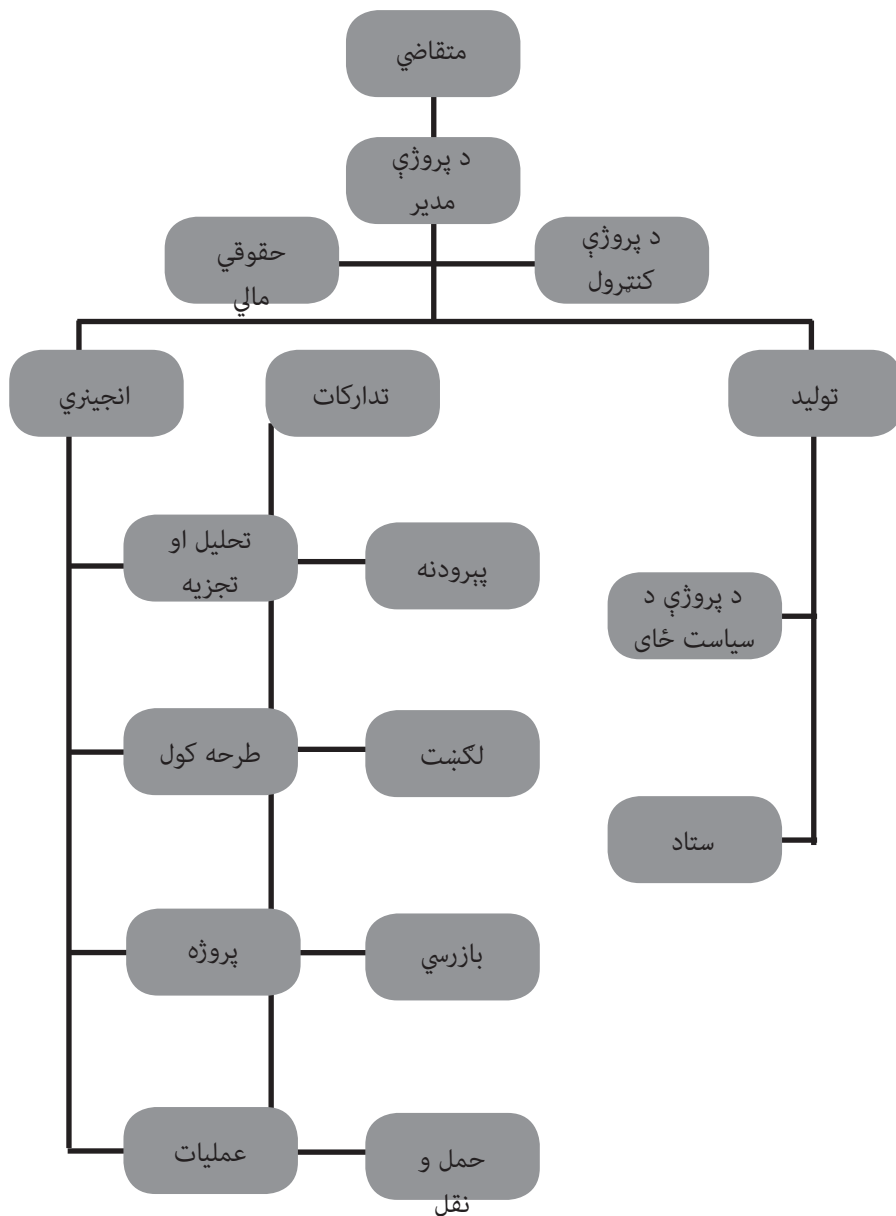 متقاضي
د پروژې
مدير
د پروژې
کنټرول
حقوقي
مالي
توليد
تدارکات
انجينري
تحليل او
تجزيه
پېرودنه
د پروژې د
سياست ځای
طرحه کول
لګښت
ستاد
پروژه
بازرسي
عمليات
حمل و
نقل